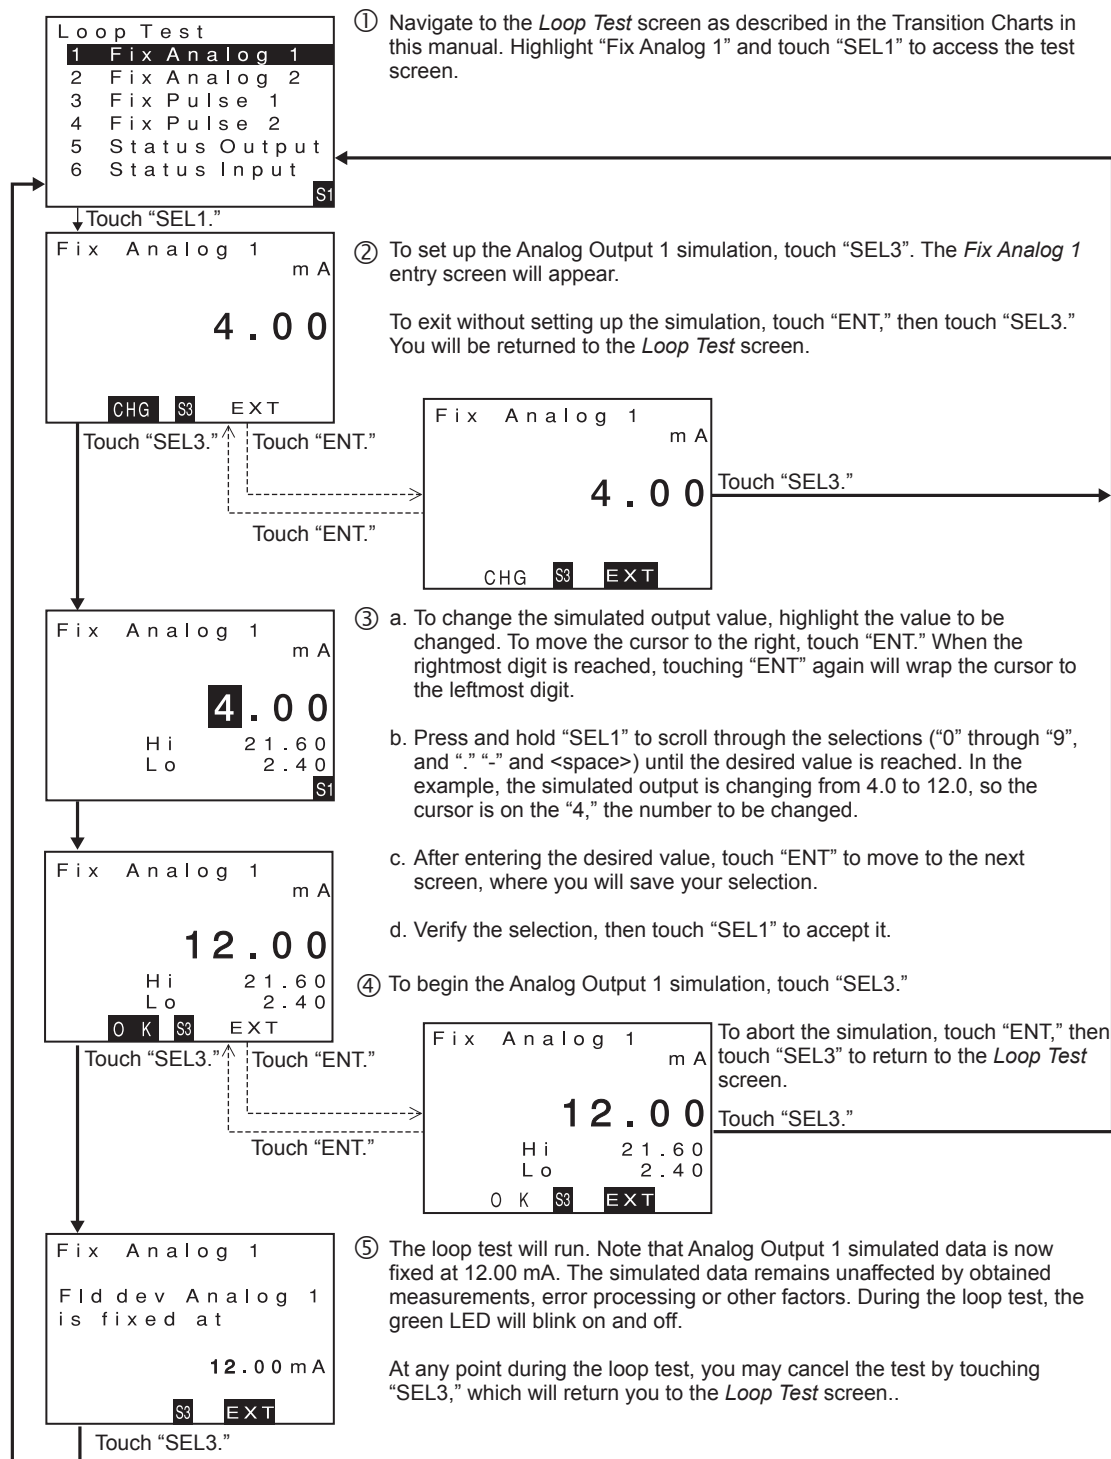 Loop Test
1 Fix Analog 1
2 Fix Analog 2
3 Fix Pulse 1
4 Fix Pulse 2
5 Status Output
6 Status Input
S1
① Navigate to the Loop Test screen as described in the Transition Charts in
this manual. Highlight “Fix Analog 1” and touch “SEL1” to access the test
screen.
Touch “SEL1.”
Fix Analog 1
mA
4.00
CHG S3 EXT
② To set up the Analog Output 1 simulation, touch “SEL3”. The Fix Analog 1
entry screen will appear.
To exit without setting up the simulation, touch “ENT,” then touch “SEL3.”
You will be returned to the Loop Test screen.
Touch “SEL3.”
Touch “ENT.”
Touch “ENT.”
Fix Analog 1
mA
4.00
CHG S3 EXT
Touch “SEL3.”
Fix Analog 1
mA
4.00
Hi 21.60
Lo 2.40
S1
③ a. To change the simulated output value, highlight the value to be
changed. To move the cursor to the right, touch “ENT.” When the
rightmost digit is reached, touching “ENT” again will wrap the cursor to
the leftmost digit.
b. Press and hold “SEL1” to scroll through the selections (“0” through “9”,
and “.” “-” and <space>) until the desired value is reached. In the
example, the simulated output is changing from 4.0 to 12.0, so the
cursor is on the “4,” the number to be changed.
c. After entering the desired value, touch “ENT” to move to the next
screen, where you will save your selection.
d. Verify the selection, then touch “SEL1” to accept it.
Fix Analog 1
mA
12.00
Hi 21.60
Lo 2.40
OK S3 EXT
④ To begin the Analog Output 1 simulation, touch “SEL3.”
Touch “SEL3.”
Touch “ENT.”
Touch “ENT.”
Fix Analog 1
mA
12.00
Hi 21.60
Lo 2.40
OK S3 EXT
To abort the simulation, touch “ENT,” then
touch “SEL3” to return to the Loop Test
screen.
Touch “SEL3.”
Fix Analog 1
Fld dev Analog 1
is fixed at
12.00mA
S3 EXT
Touch “SEL3.”
⑤ The loop test will run. Note that Analog Output 1 simulated data is now
fixed at 12.00 mA. The simulated data remains unaffected by obtained
measurements, error processing or other factors. During the loop test, the
green LED will blink on and off.
At any point during the loop test, you may cancel the test by touching
“SEL3,” which will return you to the Loop Test screen..